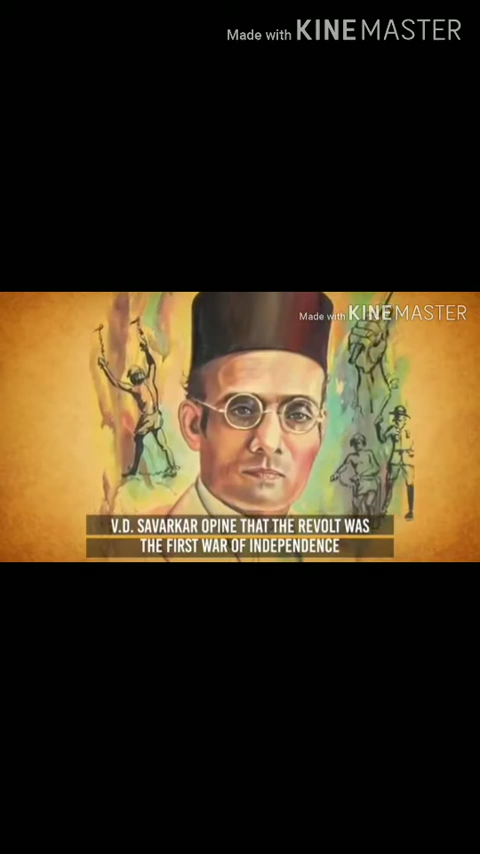 Made with KINEMASTER
Made with KINEMASTER
V.D. SAVARKAR OPINE THAT THE REVOLT WAS
THE FIRST WAR OF INDEPENDENCE